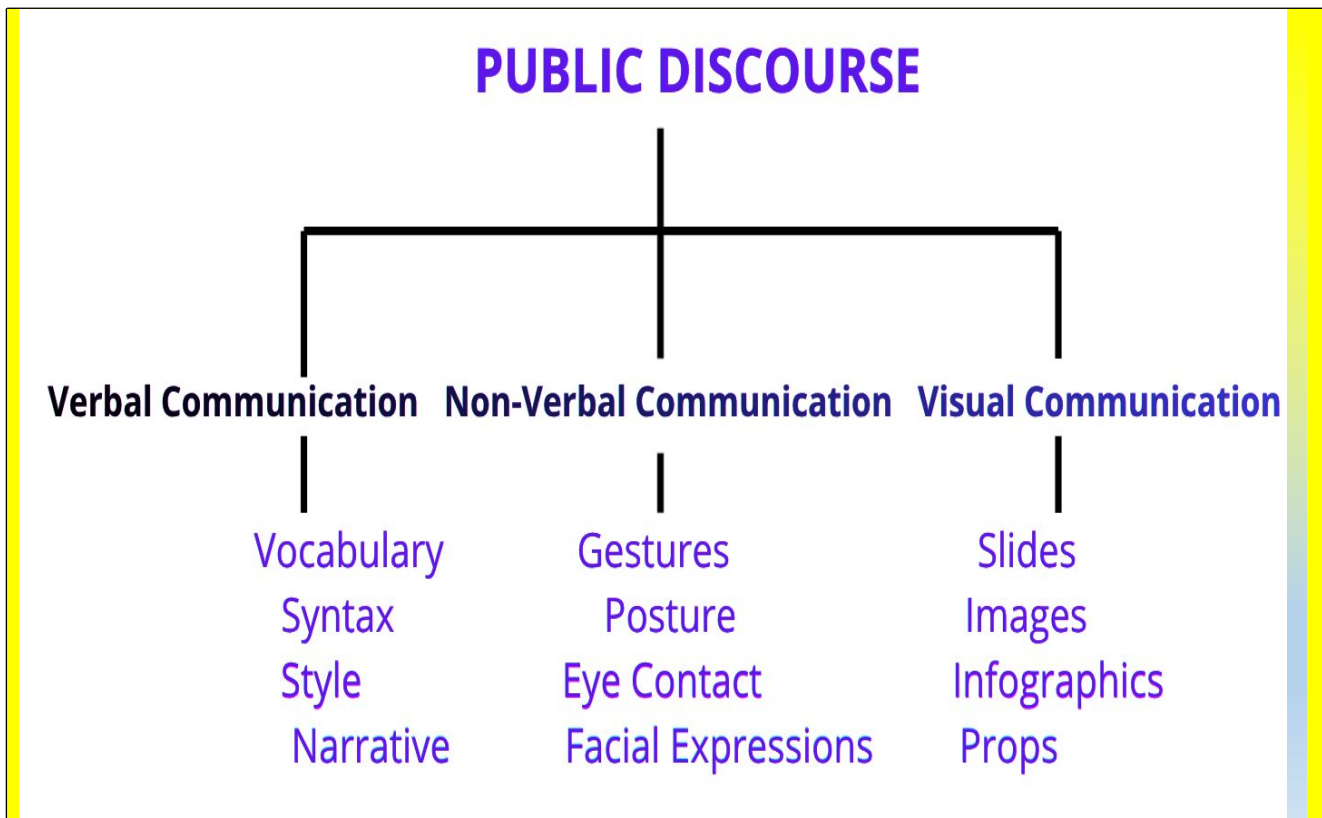 PUBLIC DISCOURSE
Verbal Communication Non-Verbal Communication Visual Communication
Vocabulary Gestures Slides
Syntax Posture Images
Style Eye Contact Infographics
Narrative Facial Expressions Props